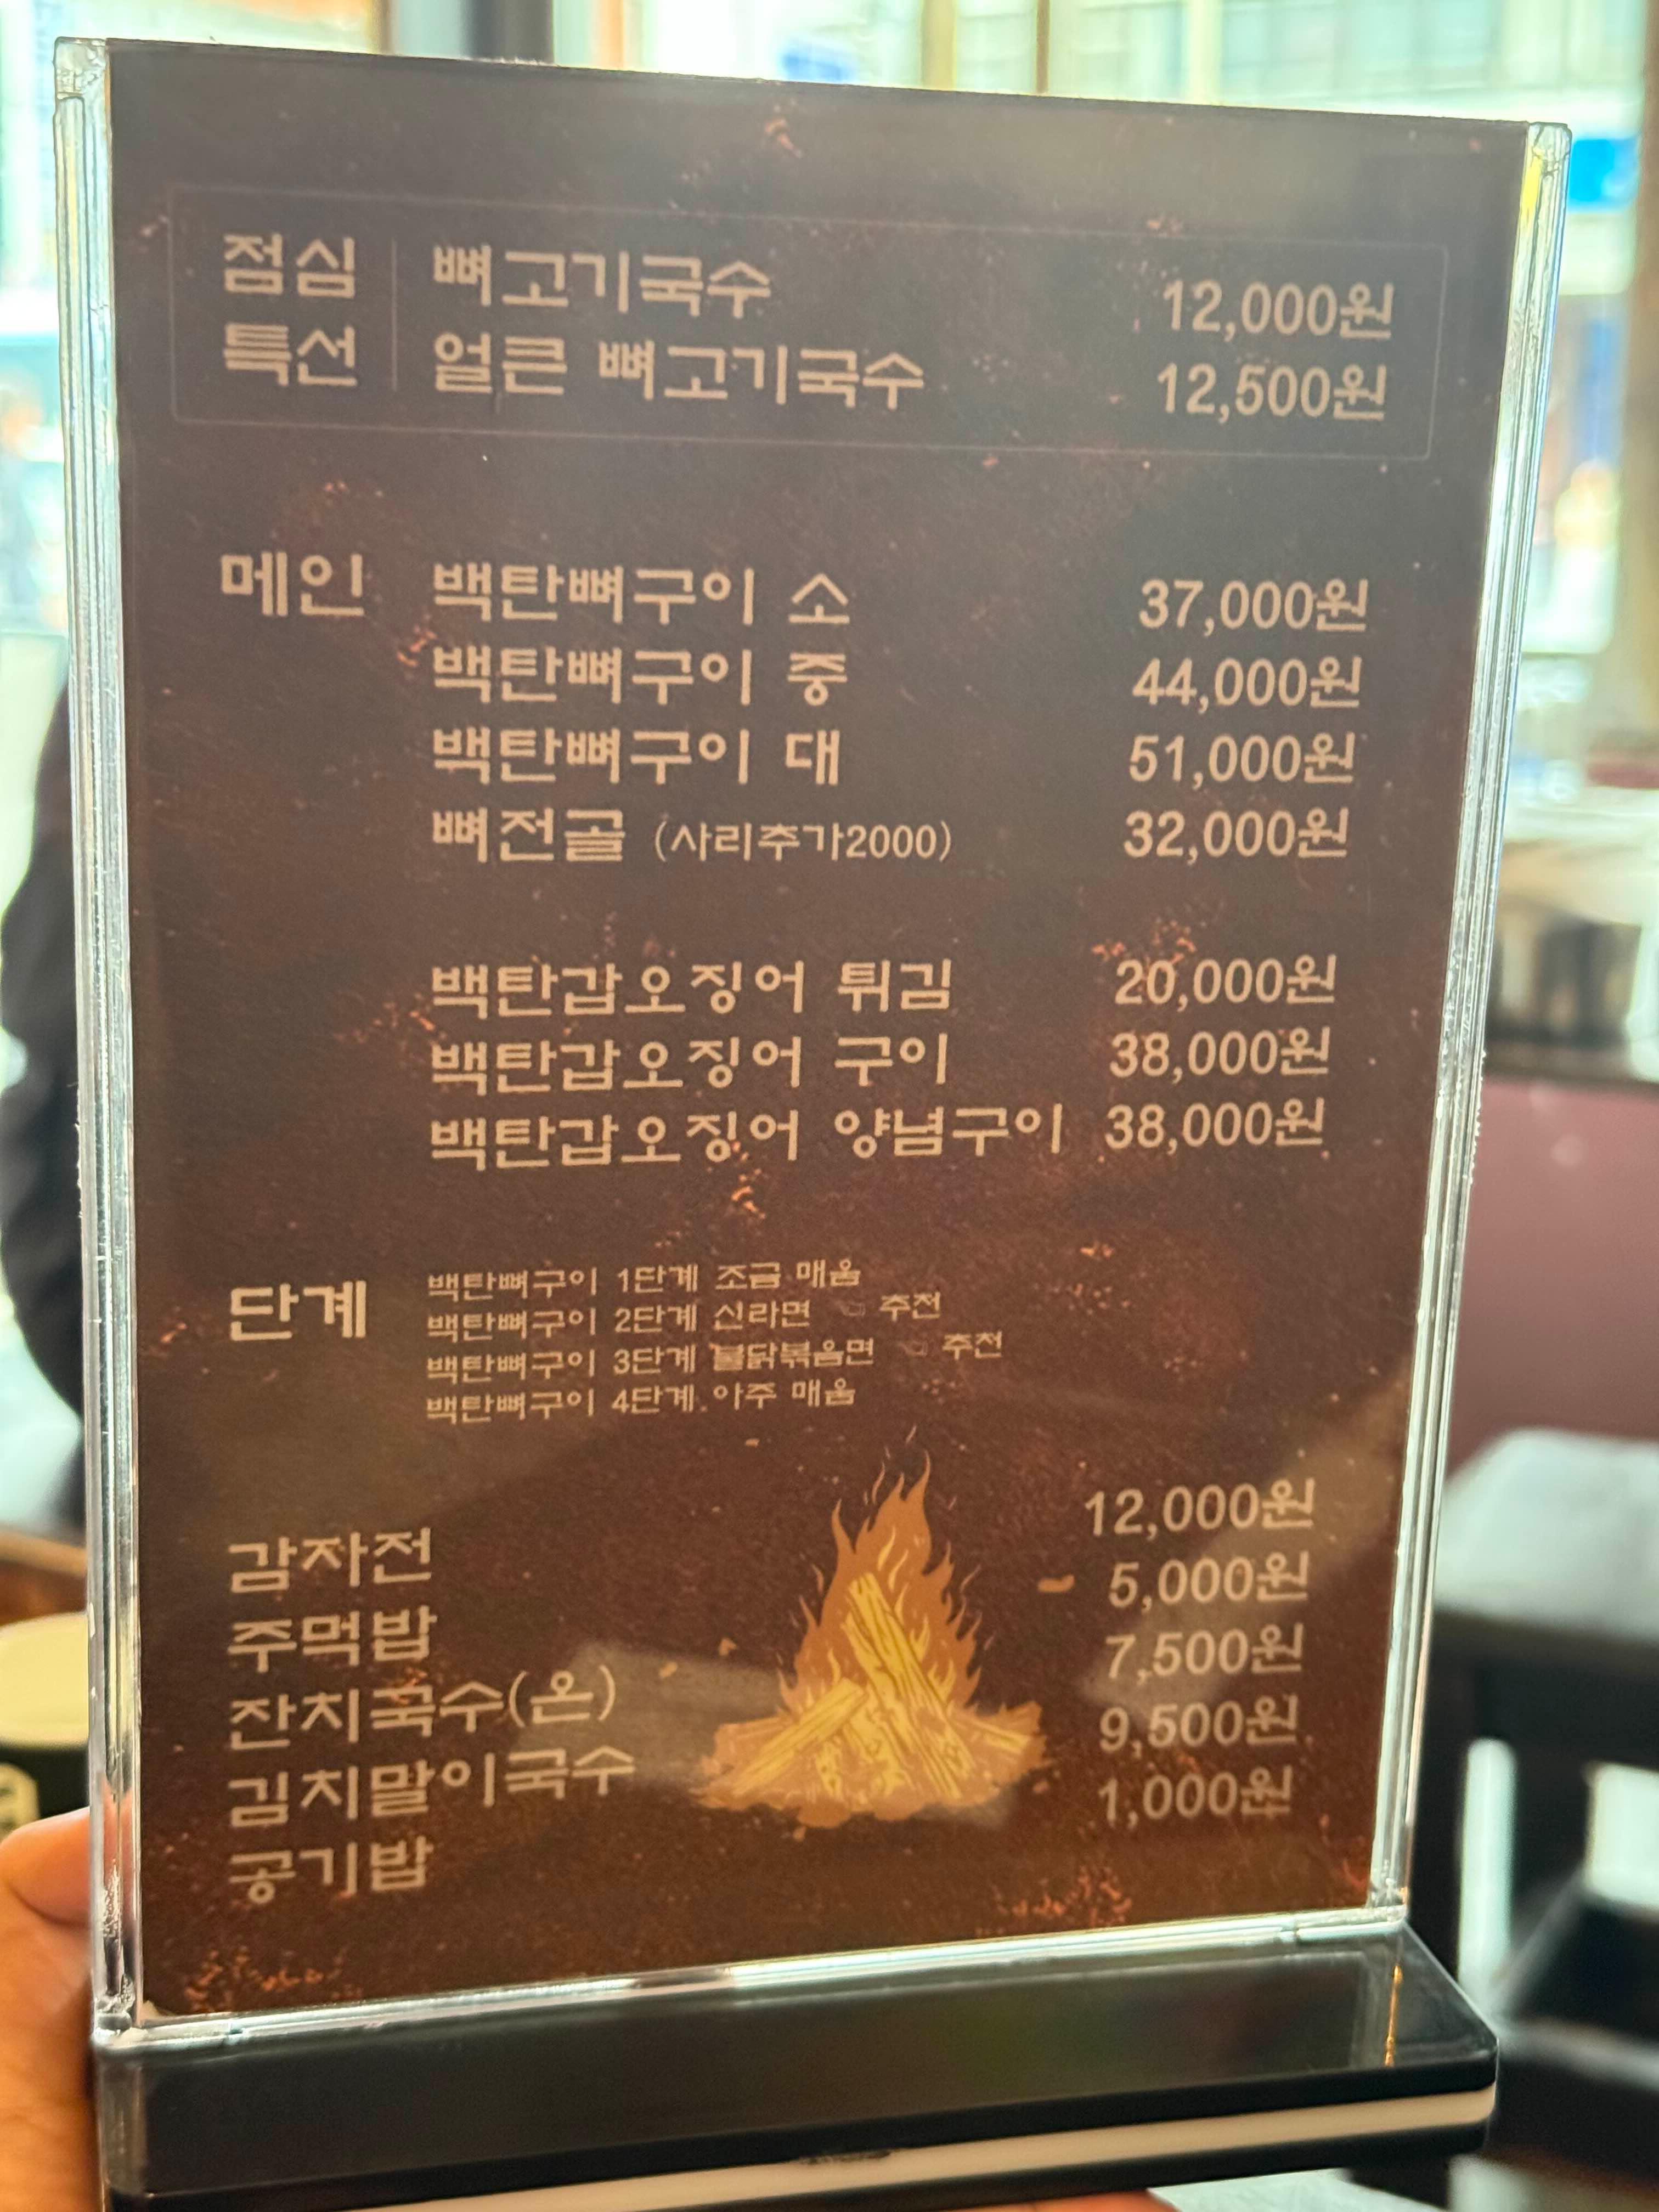 점심 특선
뼈고기국수 12,000원
얼큰 뼈고기국수 12,500원
메인
백탄뼈구이 소 37,000원
백탄뼈구이 중 44,000원
백탄뼈구이 대 51,000원
뼈전골 (사리추가2000) 32,000원
백탄갑오징어 튀김 20,000원
백탄갑오징어 구이 38,000원
백탄갑오징어 양념구이 38,000원
단계
백탄뼈구이 1단계 조금 매움
백탄뼈구이 2단계 신라면 ☜ 추천
백탄뼈구이 3단계 불닭볶음면 ☜ 추천
백탄뼈구이 4단계 아주 매움
감자전 12,000원
주먹밥 5,000원
잔치국수(온) 7,500원
김치말이국수 9,500원
공기밥 1,000원